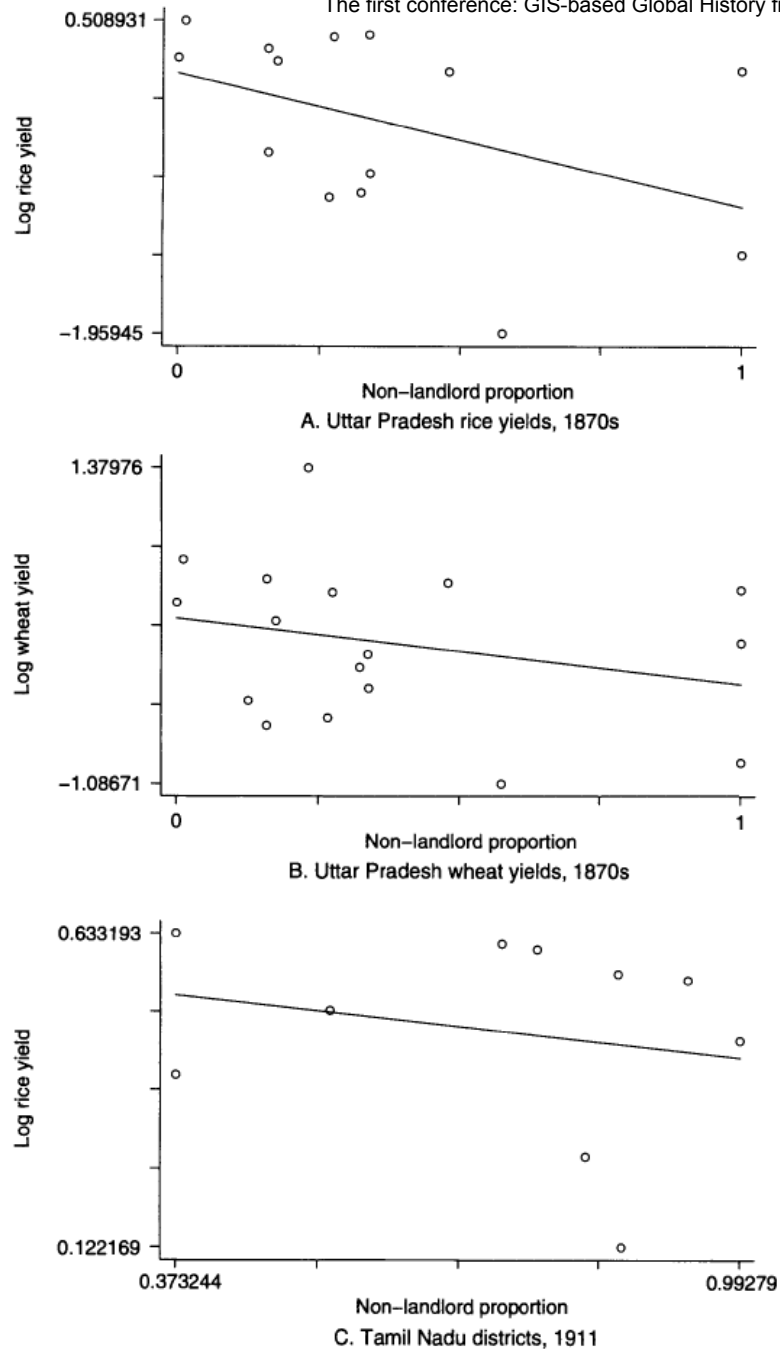 The first conference: GIS-based Global History f
0.508931
Log rice yield
−1.95945
0
1
Non−landlord proportion
A. Uttar Pradesh rice yields, 1870s
1.37976
Log wheat yield
−1.08671
0
1
Non−landlord proportion
B. Uttar Pradesh wheat yields, 1870s
0.633193
Log rice yield
0.122169
0.373244
0.99279
Non−landlord proportion
C. Tamil Nadu districts, 1911